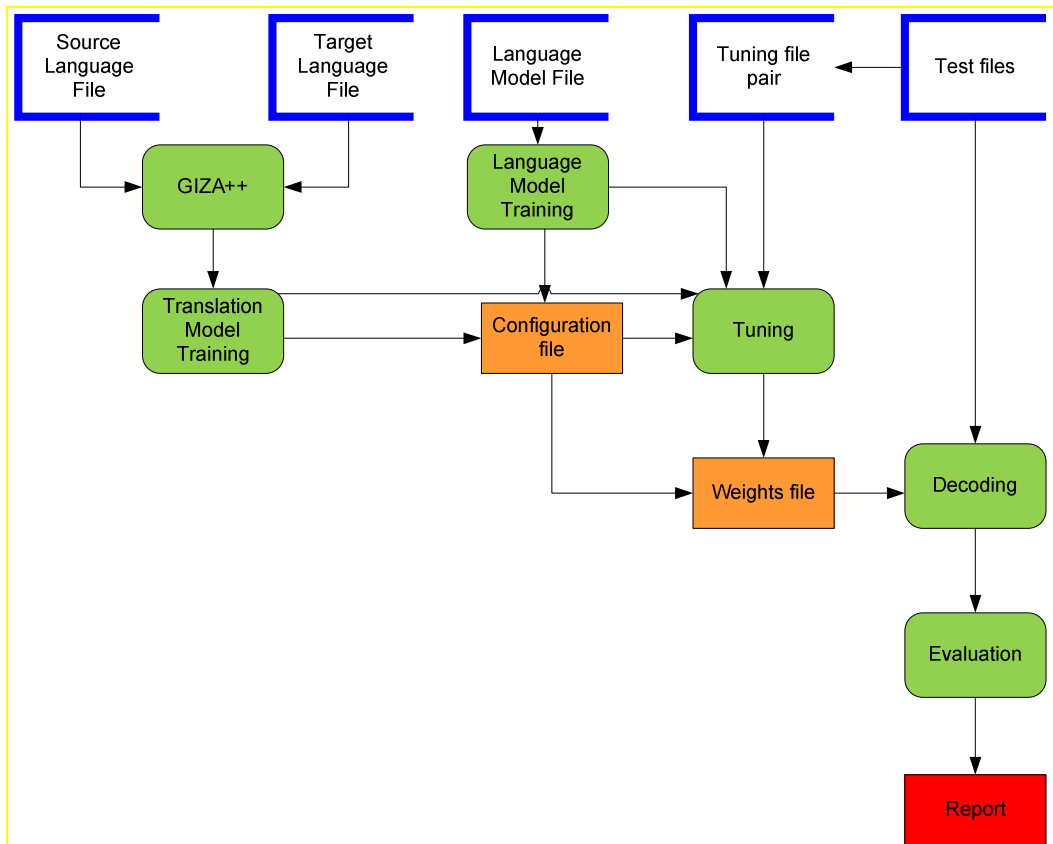 Source
Language
File
Target
Language
File
Language
Model File
Tuning file
pair
Test files
GIZA++
Language
Model
Training
Translation
Model
Training
Configuration
file
Tuning
Weights file
Decoding
Evaluation
Report